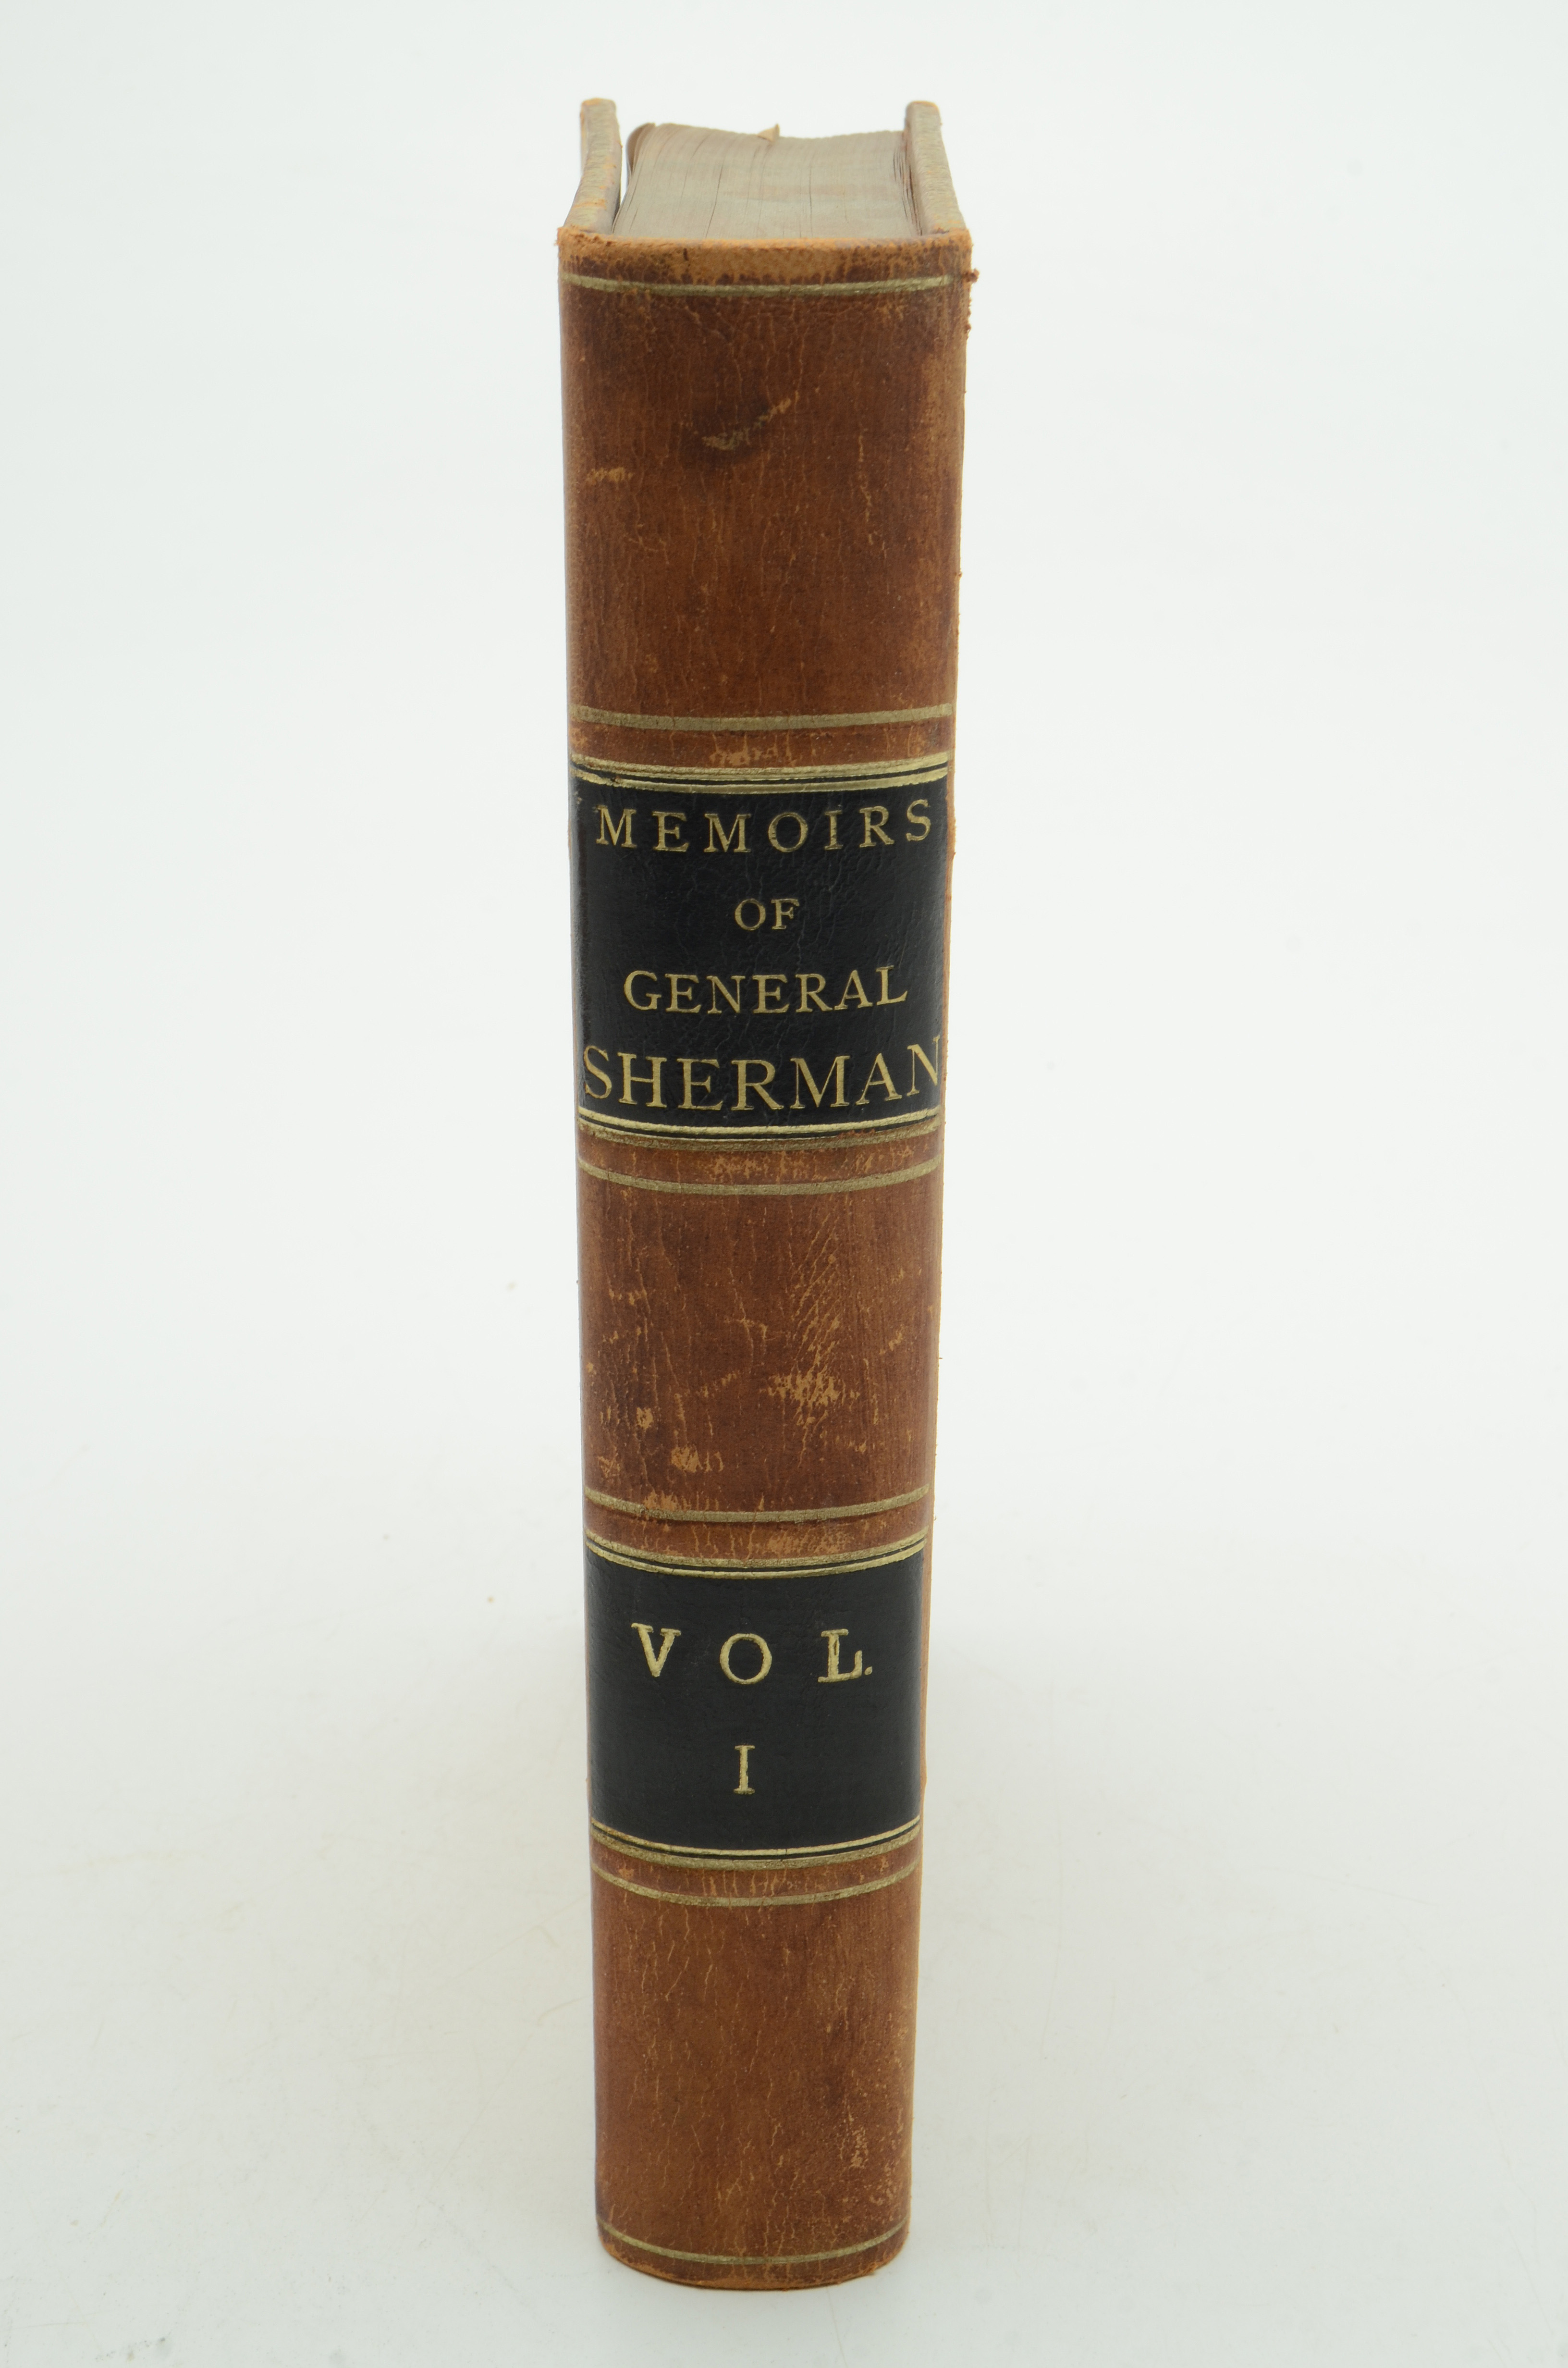 MEMOIRS
OF
GENERAL
SHERMAN
VOL.
I